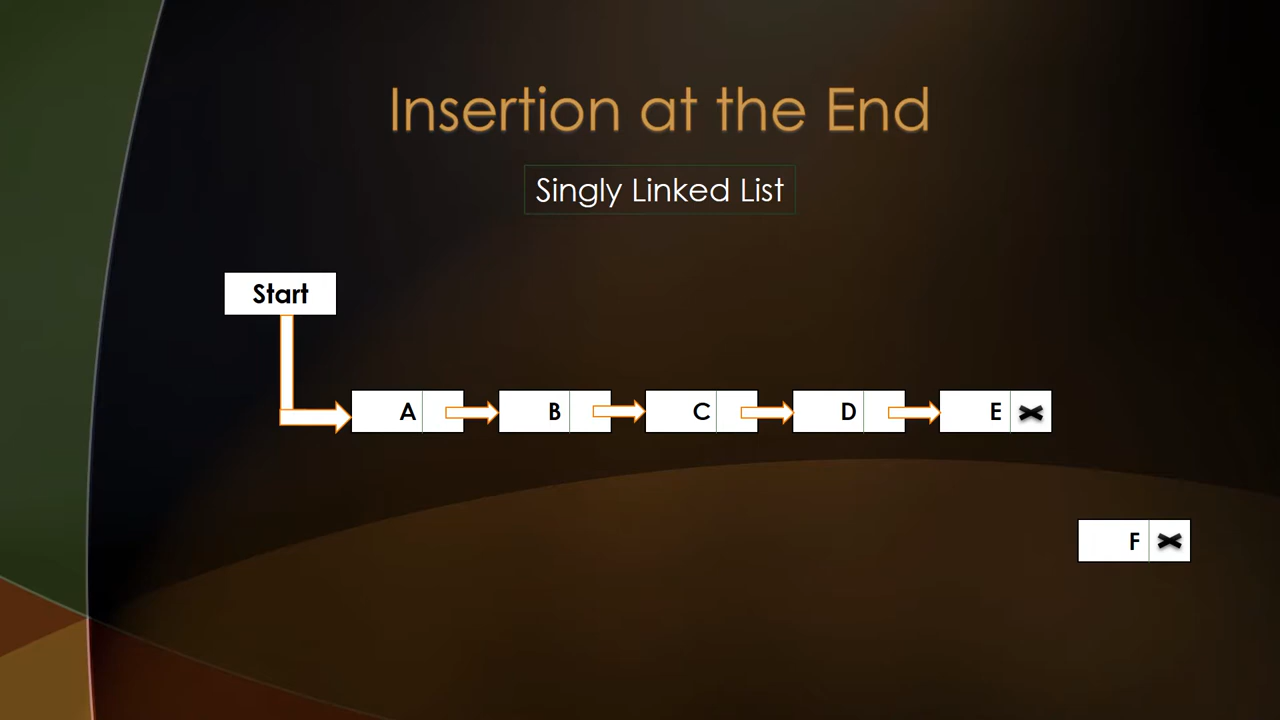 Insertion at the End
Singly Linked List
Start
A B C D E
F